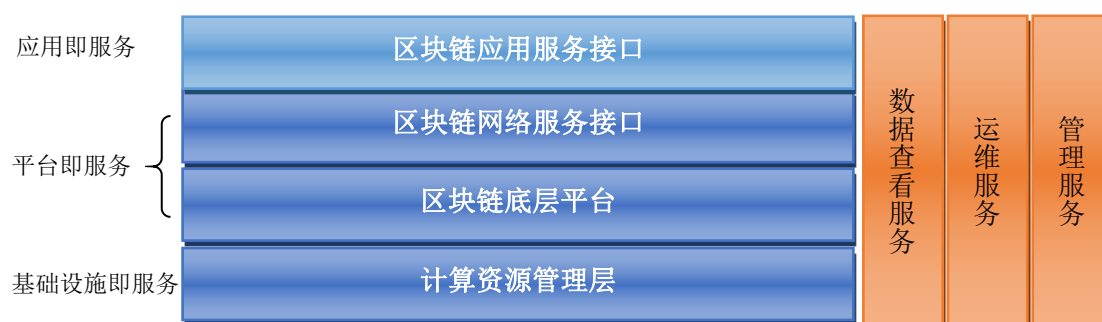 应用即服务
区块链应用服务接口
区块链网络服务接口
平台即服务
区块链底层平台
基础设施即服务
计算资源管理层
数据查看服务
运维服务
管理服务